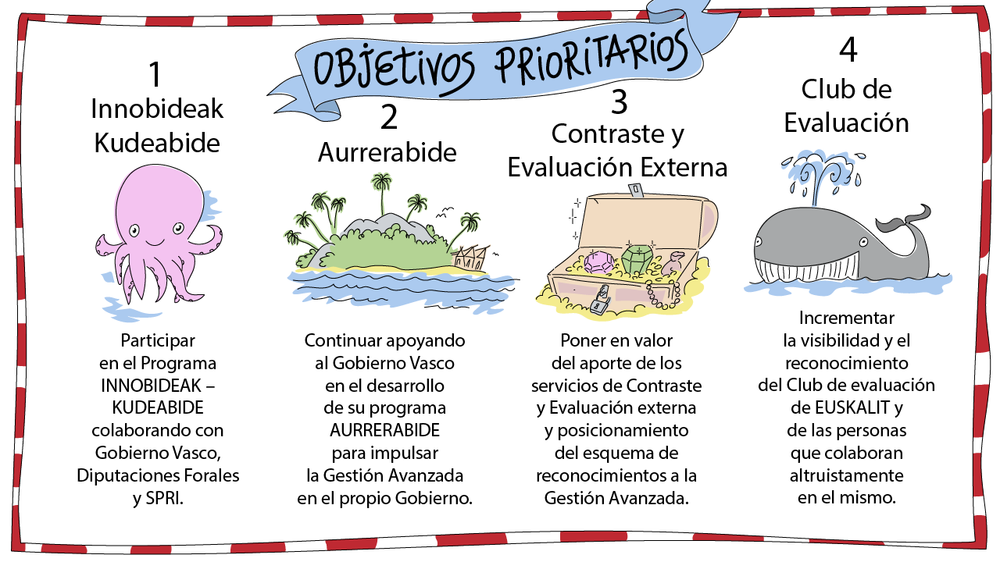 OBJETIVOS PRIORITARIOS
1
Innobideak
Kudeabide
Participar
en el Programa
INNOBIDEAK –
KUDEABIDE
colaborando con
Gobierno Vasco,
Diputaciones Forales
y SPRI.
2
Aurrerabide
Continuar apoyando
al Gobierno Vasco
en el desarrollo
de su programa
AURRERABIDE
para impulsar
la Gestión Avanzada
en el propio Gobierno.
3
Contraste y
Evaluación Externa
Poner en valor
del aporte de los
servicios de Contraste
y Evaluación externa
y posicionamiento
del esquema de
reconocimientos a la
Gestión Avanzada.
4
Club de
Evaluación
Incrementar
la visibilidad y el
reconocimiento
del Club de evaluación
de EUSKALIT y
de las personas
que colaboran
altruistamente
en el mismo.